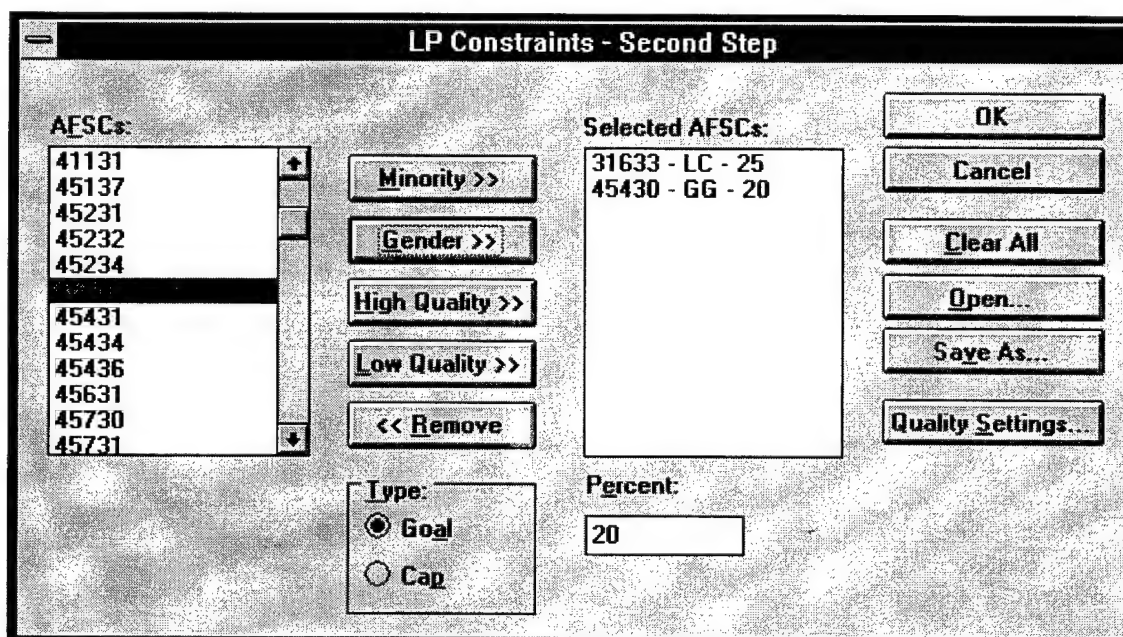 LP Constraints - Second Step
AFSCs:
41131
45137
45231
45232
45234
45431
45434
45436
45631
45730
45731
Minority >>
Gender >>
High Quality >>
Low Quality >>
<< Remove
Type:
Goal
Cap
Selected AFSCs:
31633 - LC - 25
45430 - GG - 20
Percent:
20
OK
Cancel
Clear All
Open...
Save As...
Quality Settings...